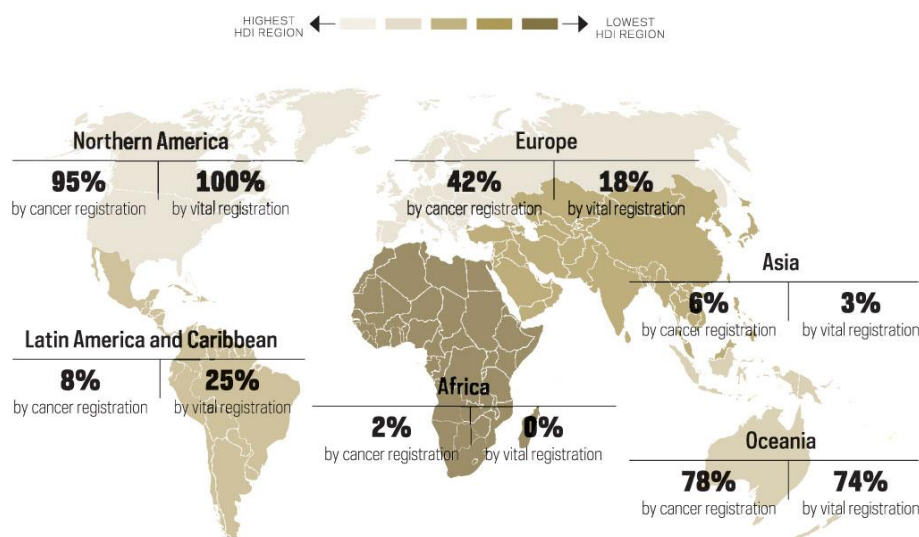 HIGHEST
HDI REGION
LOWEST
HDI REGION
Northern America
95%
by cancer registration
100%
by vital registration
Europe
42%
by cancer registration
18%
by vital registration
Asia
6%
by cancer registration
3%
by vital registration
Latin America and Caribbean
8%
by cancer registration
25%
by vital registration
Africa
2%
by cancer registration
0%
by vital registration
Oceania
78%
by cancer registration
74%
by vital registration